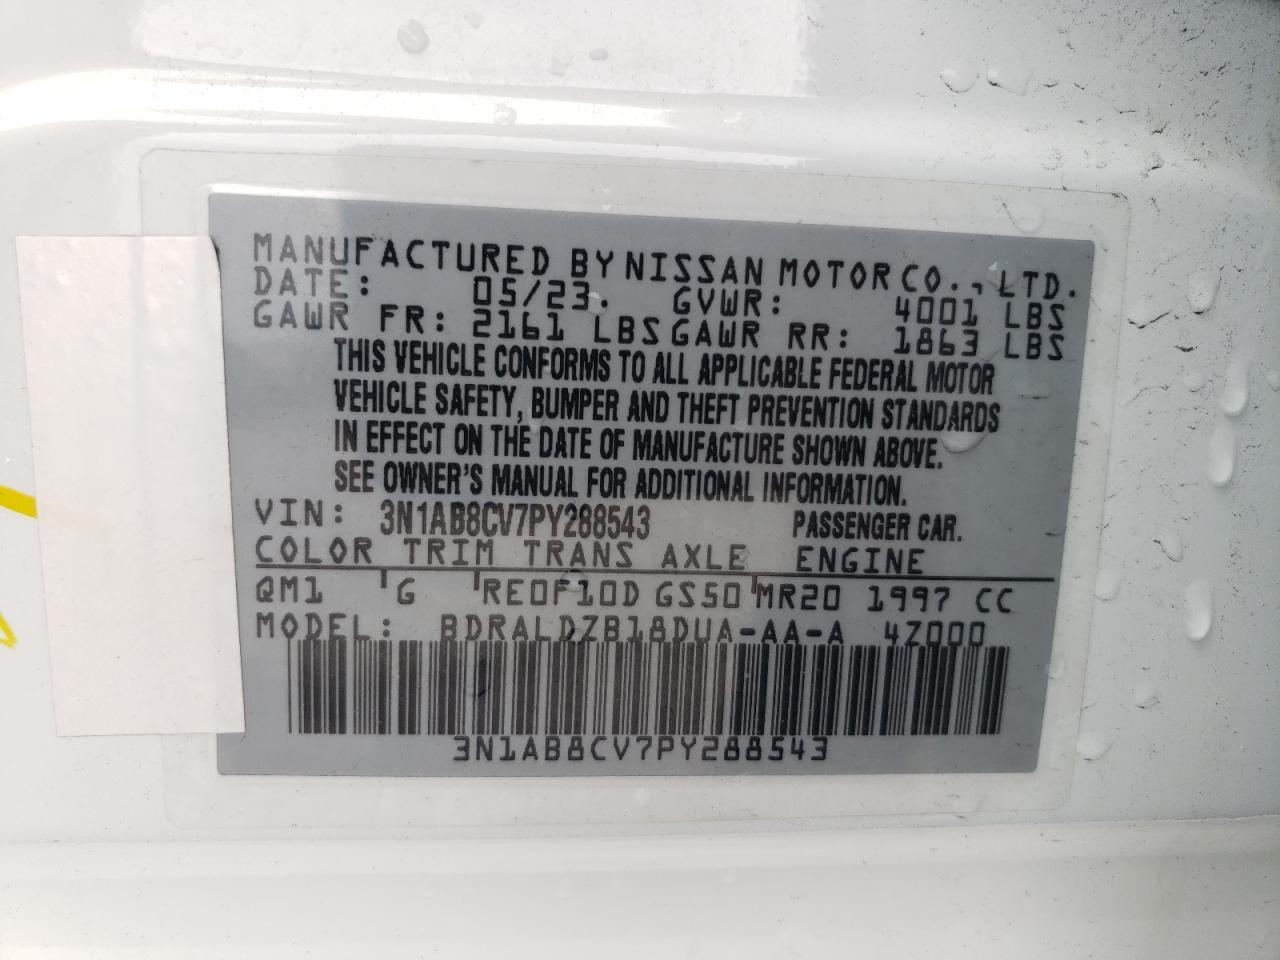 MANUFACTURED BY NISSAN MOTOR CO., LTD.
DATE: 05/23. GVWR: 4001 LBS
GAWR FR: 2161 LBS GAWR RR: 1863 LBS
THIS VEHICLE CONFORMS TO ALL APPLICABLE FEDERAL MOTOR
VEHICLE SAFETY, BUMPER AND THEFT PREVENTION STANDARDS
IN EFFECT ON THE DATE OF MANUFACTURE SHOWN ABOVE.
SEE OWNER'S MANUAL FOR ADDITIONAL INFORMATION.
VIN: 3N1AB8CV7PY288543 PASSENGER CAR.
COLOR TRIM TRANS AXLE ENGINE
QM1 G RE0F10D GS50 MR20 1997 CC
MODEL: BDRALDZB18DUA-AA-A 4Z000
3N1AB8CV7PY288543